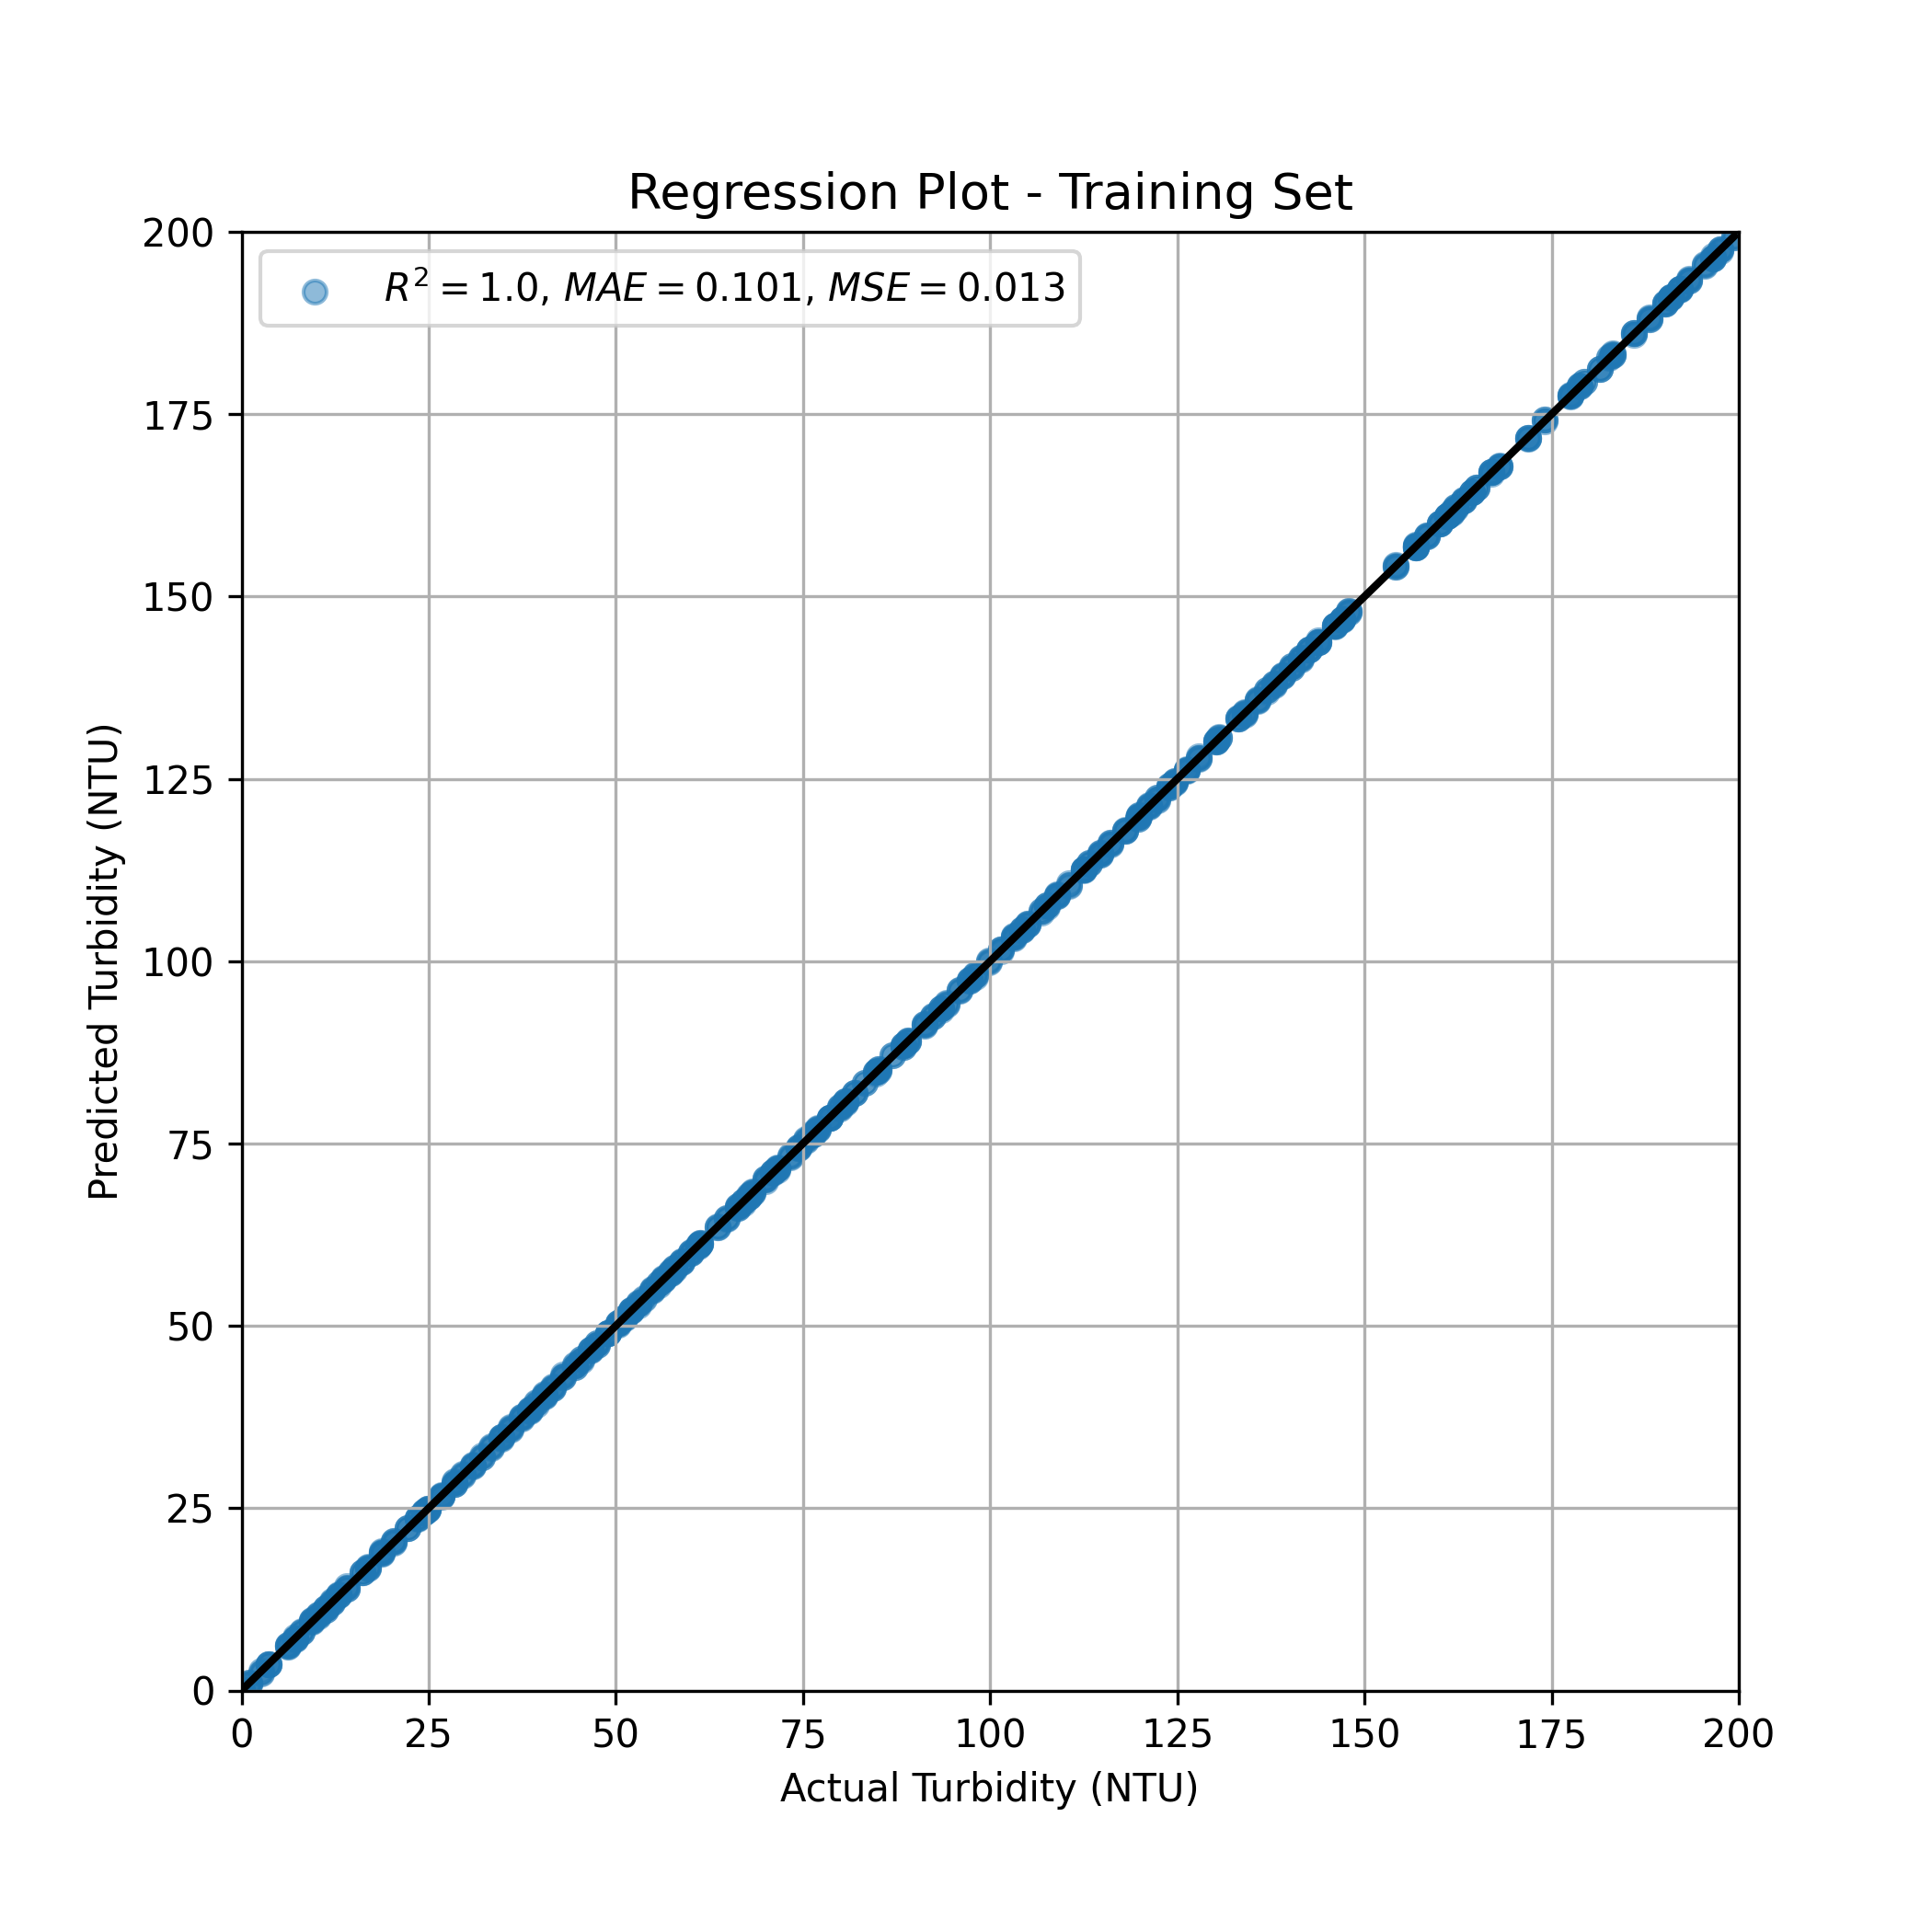 Regression Plot - Training Set
R² = 1.0, MAE = 0.101, MSE = 0.013
200
175
150
125
100
75
50
25
0
Predicted Turbidity (NTU)
0 25 50 75 100 125 150 175 200
Actual Turbidity (NTU)